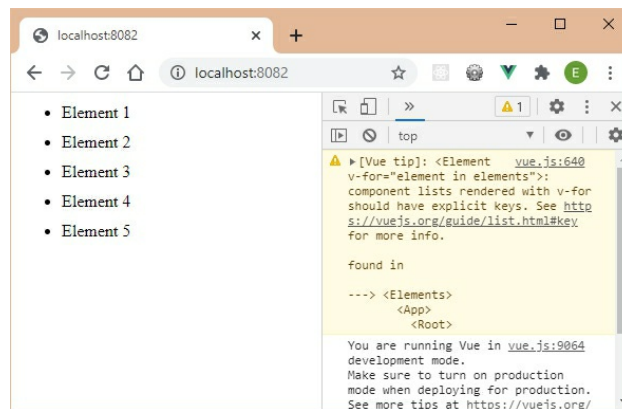 localhost:8082
localhost:8082
E
Element 1
Element 2
Element 3
Element 4
Element 5
1
top
[Vue tip]: <Element vue.js:640
v-for="element in elements">:
component lists rendered with v-for
should have explicit keys. See http
s://vuejs.org/guide/list.html#key
for more info.
found in
---> <Elements>
<App>
<Root>
You are running Vue in vue.js:9064
development mode.
Make sure to turn on production
mode when deploying for production.
See more tips at https://vuejs.org/